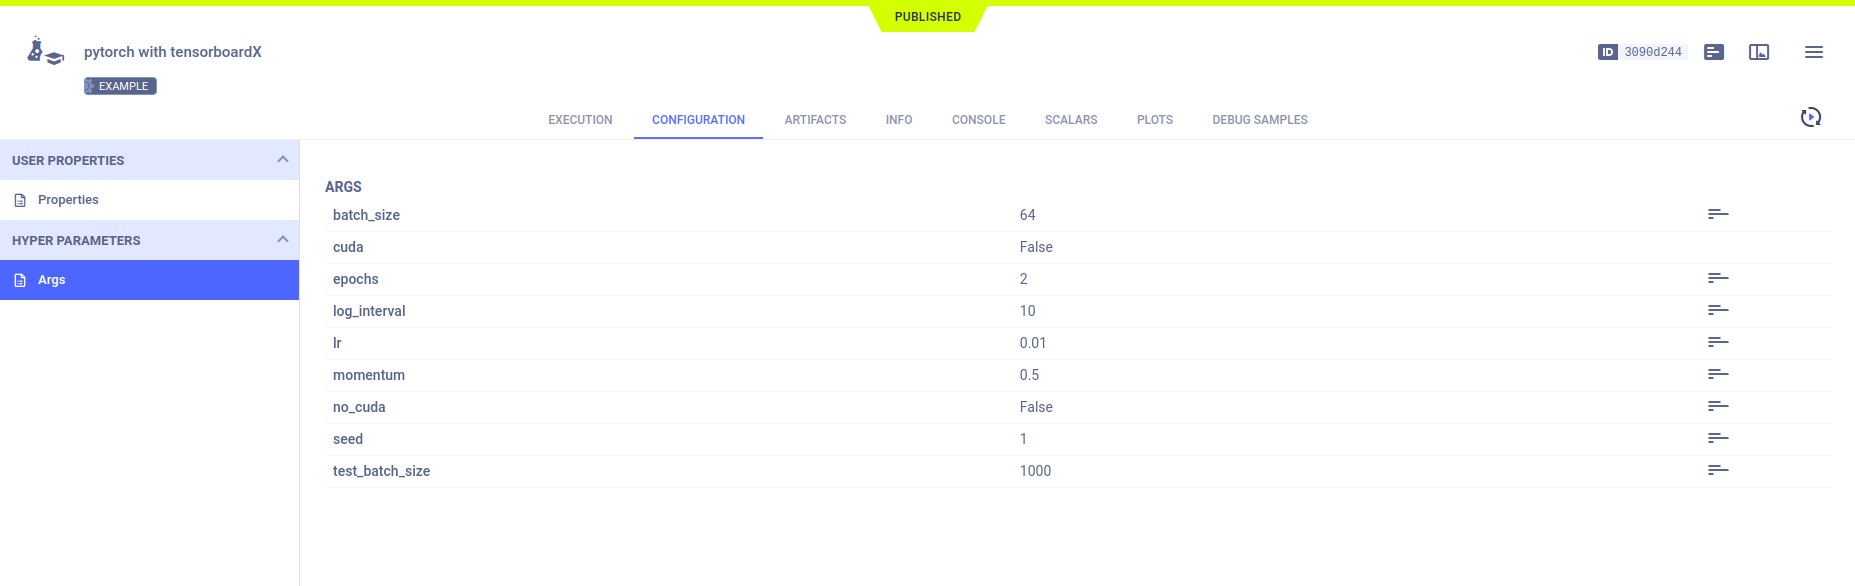 PUBLISHED
pytorch with tensorboardX
ID 3090d244
EXAMPLE
EXECUTION CONFIGURATION ARTIFACTS INFO CONSOLE SCALARS PLOTS DEBUG SAMPLES
USER PROPERTIES
Properties
HYPER PARAMETERS
Args
ARGS
batch_size 64
cuda False
epochs 2
log_interval 10
lr 0.01
momentum 0.5
no_cuda False
seed 1
test_batch_size 1000